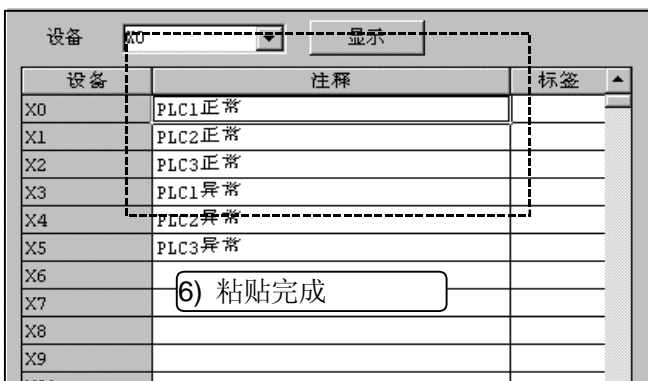 设备 X0 显示
设备 注释 标签
X0 PLC1正常
X1 PLC2正常
X2 PLC3正常
X3 PLC1异常
X4 PLC2异常
X5 PLC3异常
X6
6) 粘贴完成
X7
X8
X9